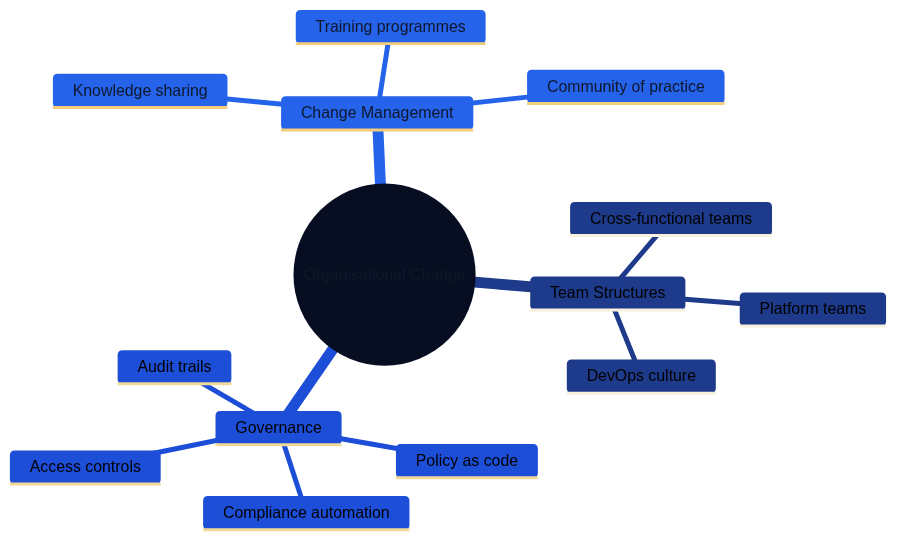 Training programmes
Knowledge sharing
Community of practice
Change Management
Cross-functional teams
Organisational Change
Team Structures
Platform teams
Audit trails
DevOps culture
Governance
Access controls
Policy as code
Compliance automation